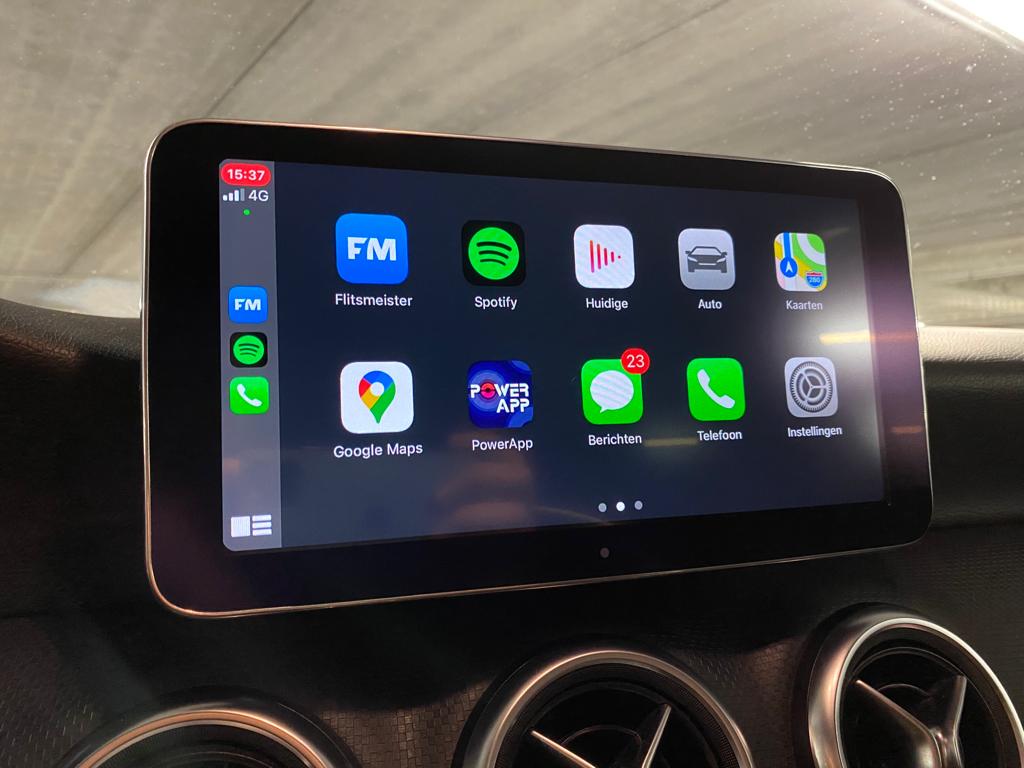 15:37
4G
FM
FM
Flitsmeister
Spotify
Huidige
Auto
280
Kaarten
Google Maps
POWER
APP
PowerApp
23
Berichten
Telefoon
Instellingen